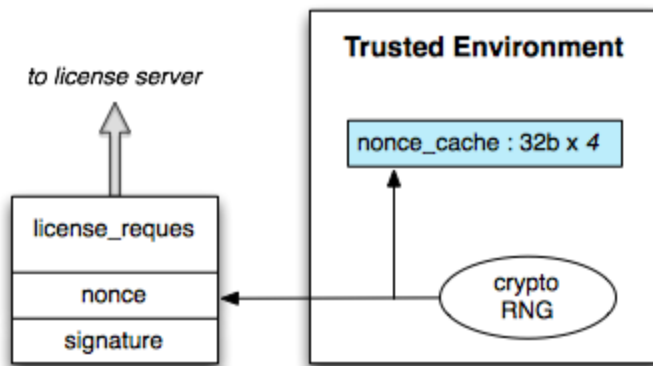 Trusted Environment
to license server
nonce_cache : 32b x 4
license_reques
nonce
signature
crypto
RNG